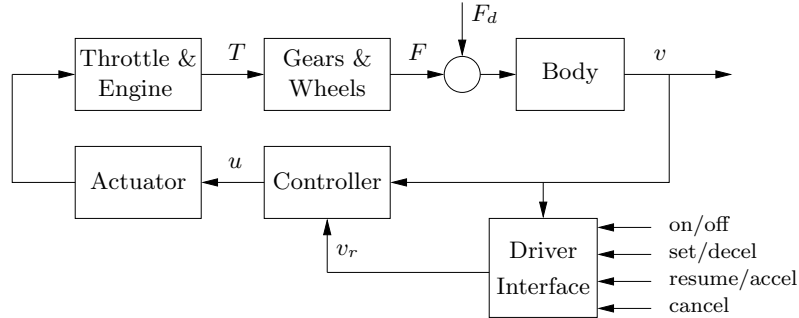 F_d
Throttle &
Engine
T
Gears &
Wheels
F
Body
v
Actuator
u
Controller
v_r
Driver
Interface
on/off
set/decel
resume/accel
cancel